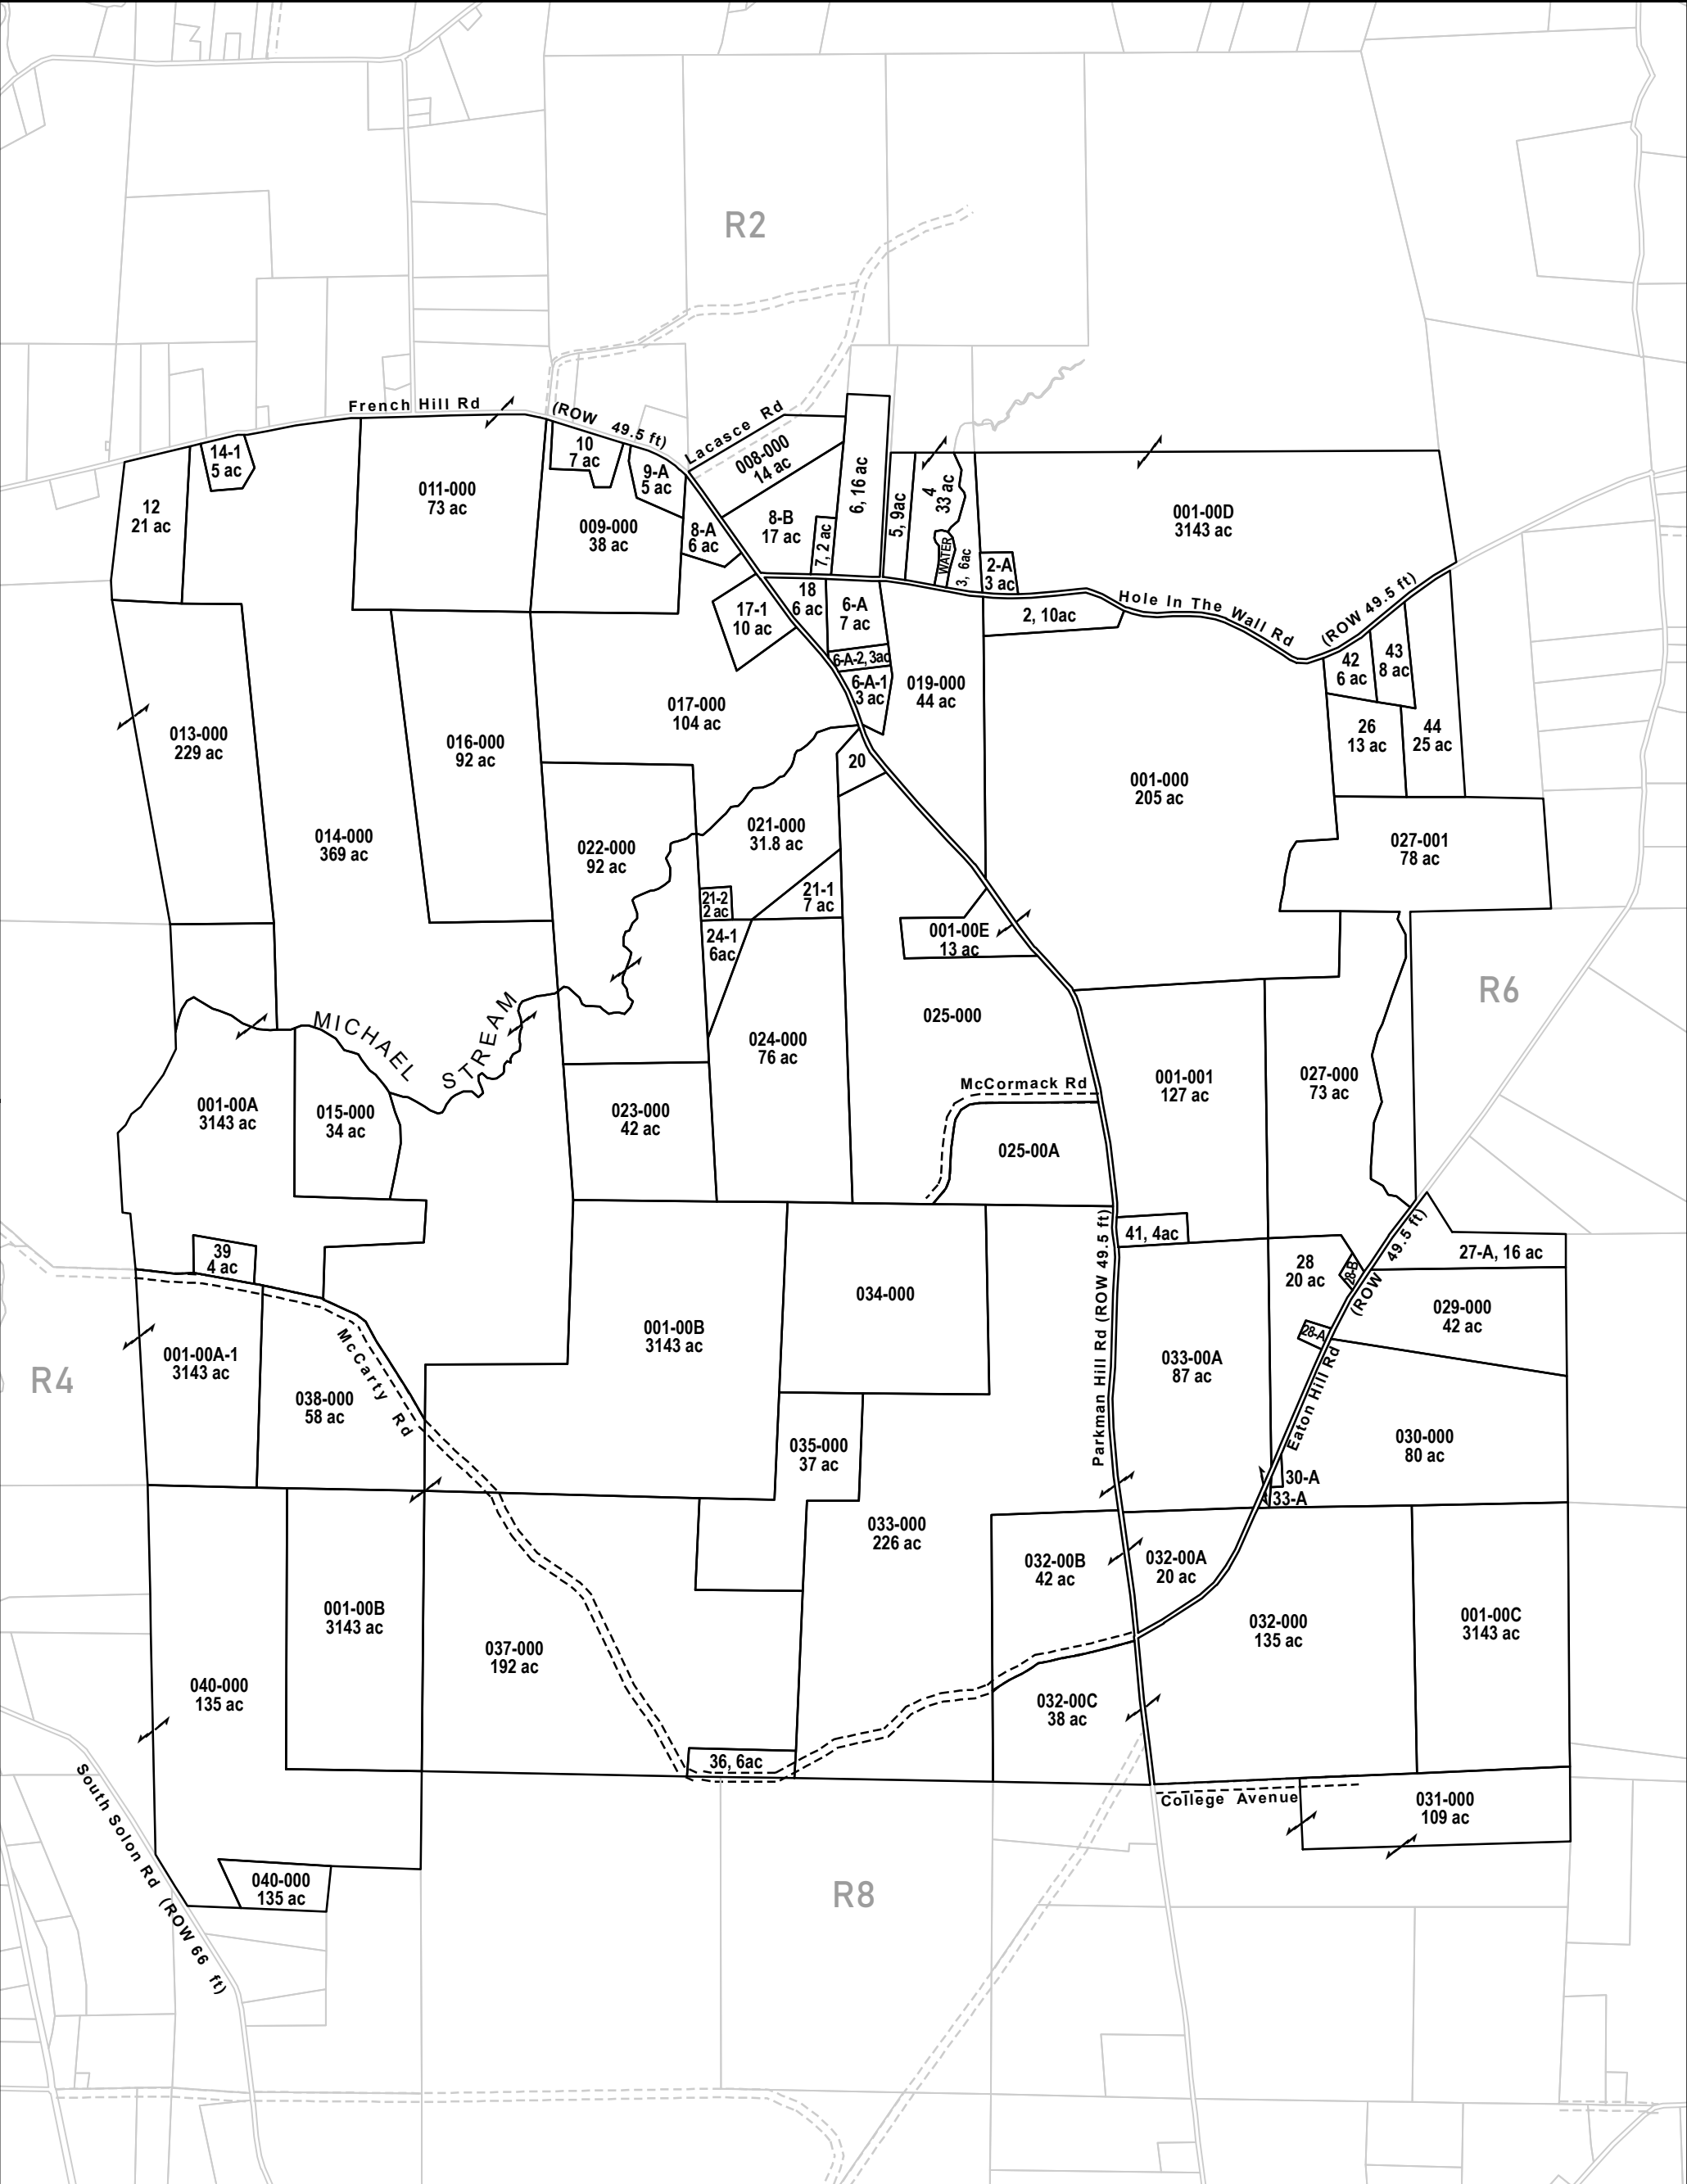 R2
French Hill Rd
(ROW 49.5 ft)
Lacasce Rd
14-1
5 ac
10
7 ac
9-A
5 ac
008-000
14 ac
12
21 ac
011-000
73 ac
009-000
38 ac
8-A
6 ac
8-B
17 ac
7, 2 ac
6, 16 ac
5, 9ac
4
33 ac
WATER
3, 6ac
2-A
3 ac
001-00D
3143 ac
17-1
10 ac
18
6 ac
6-A
7 ac
2, 10ac
Hole In The Wall Rd
(ROW 49.5 ft)
6-A-2, 3ac
6-A-1
3 ac
019-000
44 ac
42
6 ac
43
8 ac
013-000
229 ac
016-000
92 ac
017-000
104 ac
20
001-000
205 ac
26
13 ac
44
25 ac
014-000
369 ac
022-000
92 ac
021-000
31.8 ac
027-001
78 ac
21-2
2 ac
21-1
7 ac
24-1
6ac
001-00E
13 ac
R6
MICHAEL
STREAM
025-000
024-000
76 ac
McCormack Rd
001-001
127 ac
027-000
73 ac
001-00A
3143 ac
015-000
34 ac
023-000
42 ac
025-00A
41, 4ac
39
4 ac
28
20 ac
28-B
27-A, 16 ac
(ROW 49.5 ft)
034-000
029-000
42 ac
28-A
R4
001-00A-1
3143 ac
038-000
58 ac
McCarty Rd
001-00B
3143 ac
Parkman Hill Rd (ROW 49.5 ft)
033-00A
87 ac
Eaton Hill Rd
035-000
37 ac
030-000
80 ac
30-A
33-A
033-000
226 ac
032-00B
42 ac
032-00A
20 ac
001-00B
3143 ac
037-000
192 ac
032-000
135 ac
001-00C
3143 ac
040-000
135 ac
032-00C
38 ac
36, 6ac
College Avenue
031-000
109 ac
South Solon Rd (ROW 66 ft)
040-000
135 ac
R8